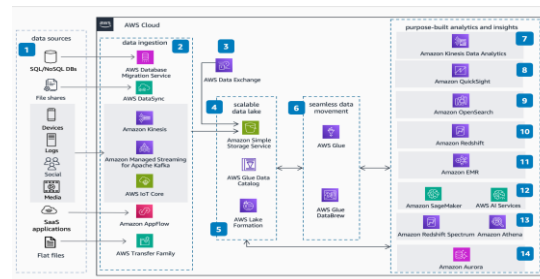 aws
AWS Cloud
data sources
1
SQL/NoSQL DBs
File shares
Devices
Logs
Social
Media
SaaS
applications
Flat files
data ingestion
2
AWS Database
Migration Service
AWS DataSync
Amazon Kinesis
Amazon Managed Streaming
for Apache Kafka
AWS IoT Core
Amazon AppFlow
AWS Transfer Family
3
AWS Data Exchange
4
scalable
data lake
Amazon Simple
Storage Service
AWS Glue Data
Catalog
AWS Lake
Formation
5
6
seamless data
movement
AWS Glue
AWS Glue
DataBrew
purpose-built analytics and insights
7
Amazon Kinesis Data Analytics
8
Amazon QuickSight
9
Amazon OpenSearch
10
Amazon Redshift
11
Amazon EMR
12
Amazon SageMaker AWS AI Services
13
Amazon Redshift Spectrum Amazon Athena
14
Amazon Aurora